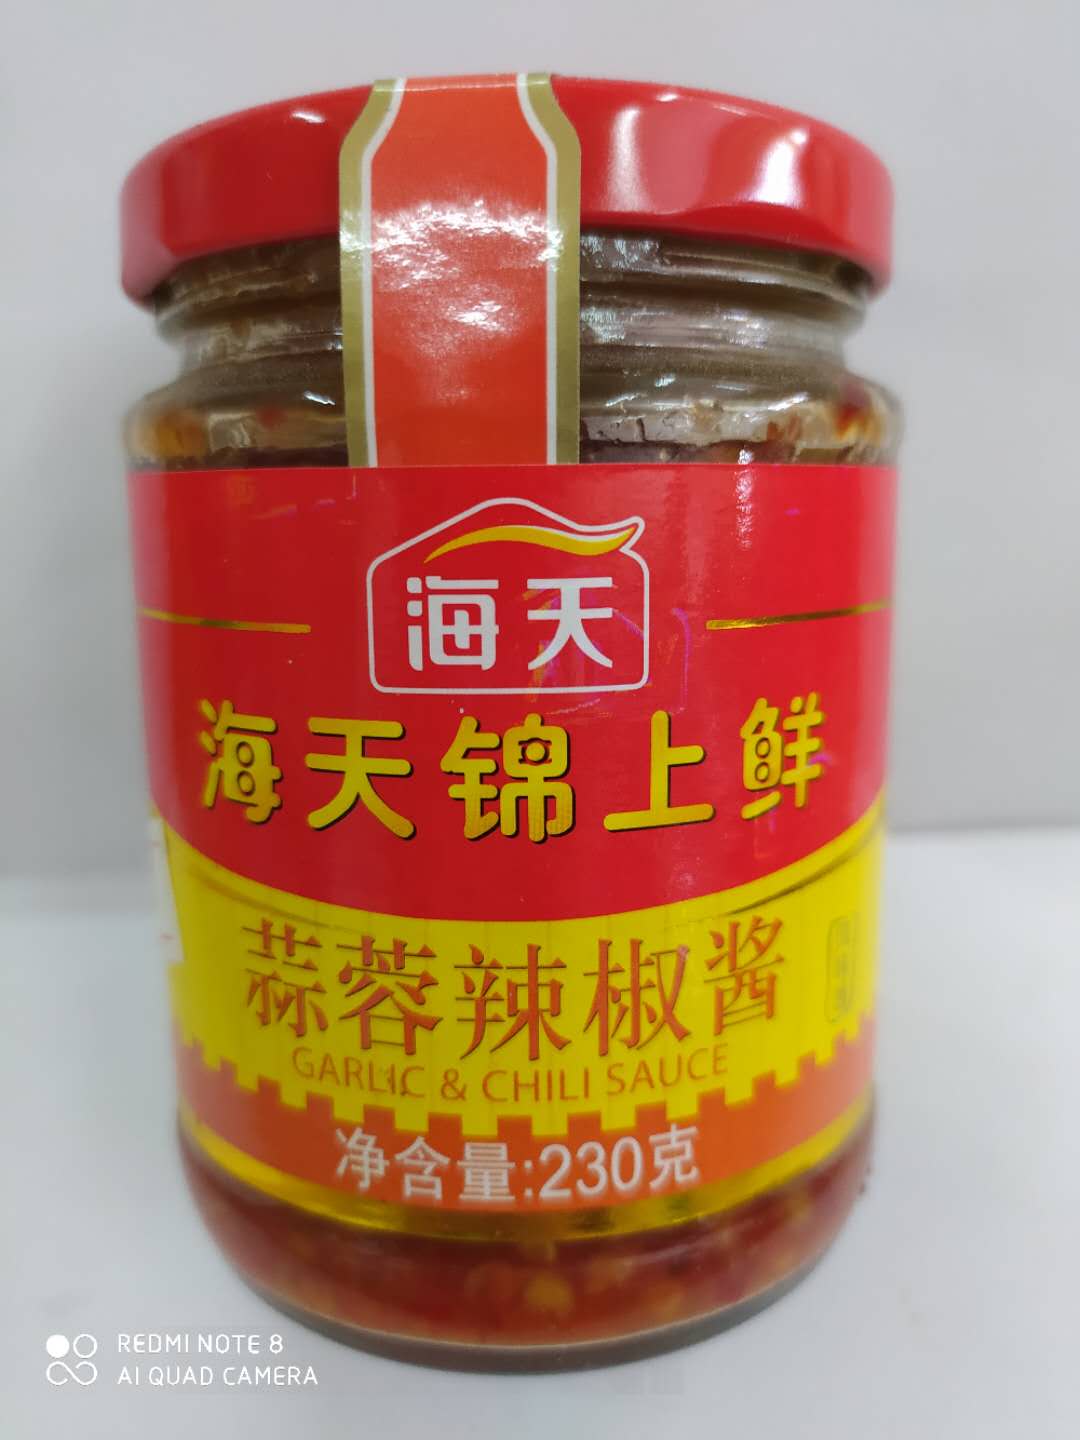 海天
海天锦上鲜
蒜蓉辣椒酱
GARLIC & CHILI SAUCE
净含量:230克
REDMI NOTE 8
AI QUAD CAMERA